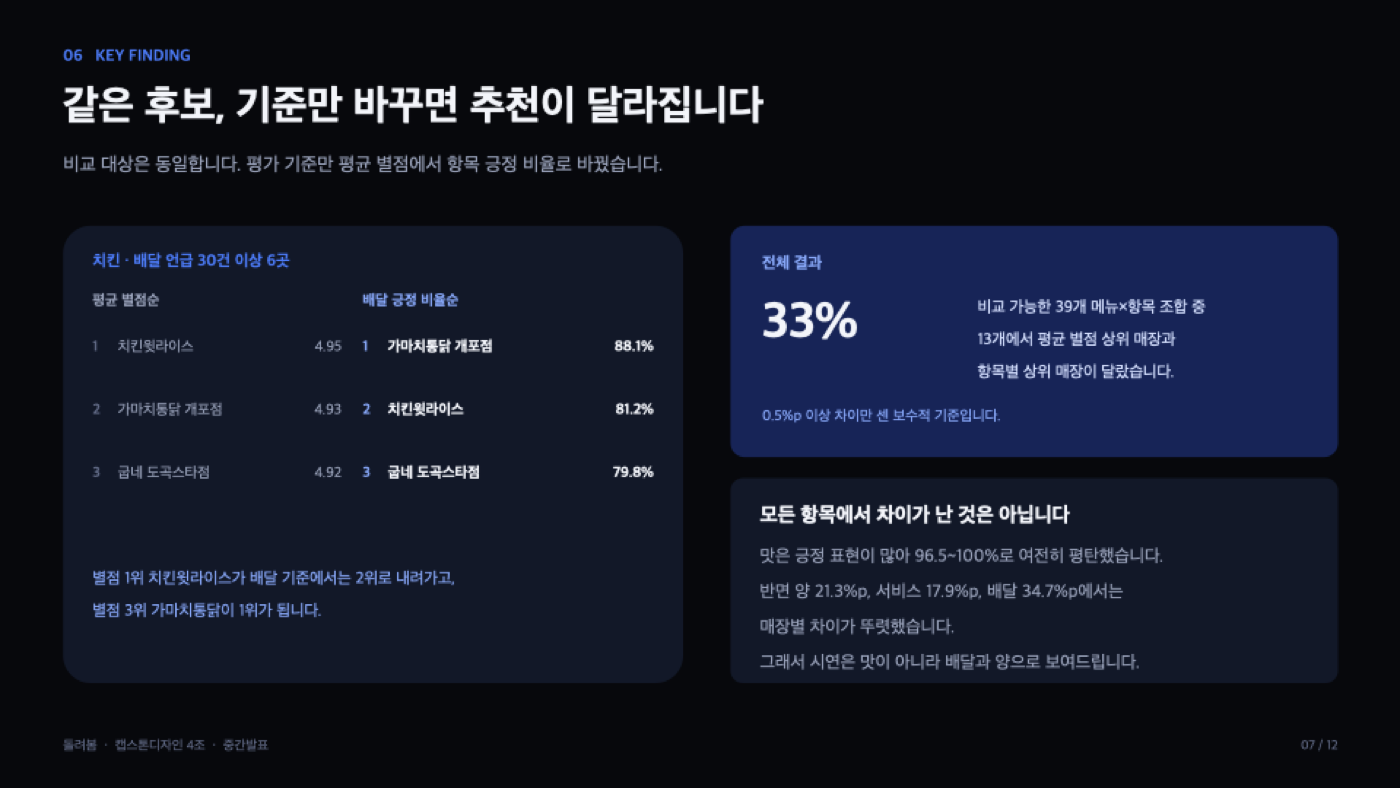 06 KEY FINDING
같은 후보, 기준만 바꾸면 추천이 달라집니다
비교 대상은 동일합니다. 평가 기준만 평균 별점에서 항목 긍정 비율로 바꿨습니다.
치킨 · 배달 언급 30건 이상 6곳
평균 별점순 배달 긍정 비율순
1 치킨윗라이스 4.95 1 가마치통닭 개포점 88.1%
2 가마치통닭 개포점 4.93 2 치킨윗라이스 81.2%
3 굽네 도곡스타점 4.92 3 굽네 도곡스타점 79.8%
별점 1위 치킨윗라이스가 배달 기준에서는 2위로 내려가고,
별점 3위 가마치통닭이 1위가 됩니다.
전체 결과
33%
비교 가능한 39개 메뉴×항목 조합 중
13개에서 평균 별점 상위 매장과
항목별 상위 매장이 달랐습니다.
0.5%p 이상 차이만 센 보수적 기준입니다.
모든 항목에서 차이가 난 것은 아닙니다
맛은 긍정 표현이 많아 96.5~100%로 여전히 평탄했습니다.
반면 양 21.3%p, 서비스 17.9%p, 배달 34.7%p에서는
매장별 차이가 뚜렷했습니다.
그래서 시연은 맛이 아니라 배달과 양으로 보여드립니다.
돌려봄 · 캡스톤디자인 4조 · 중간발표
07 / 12